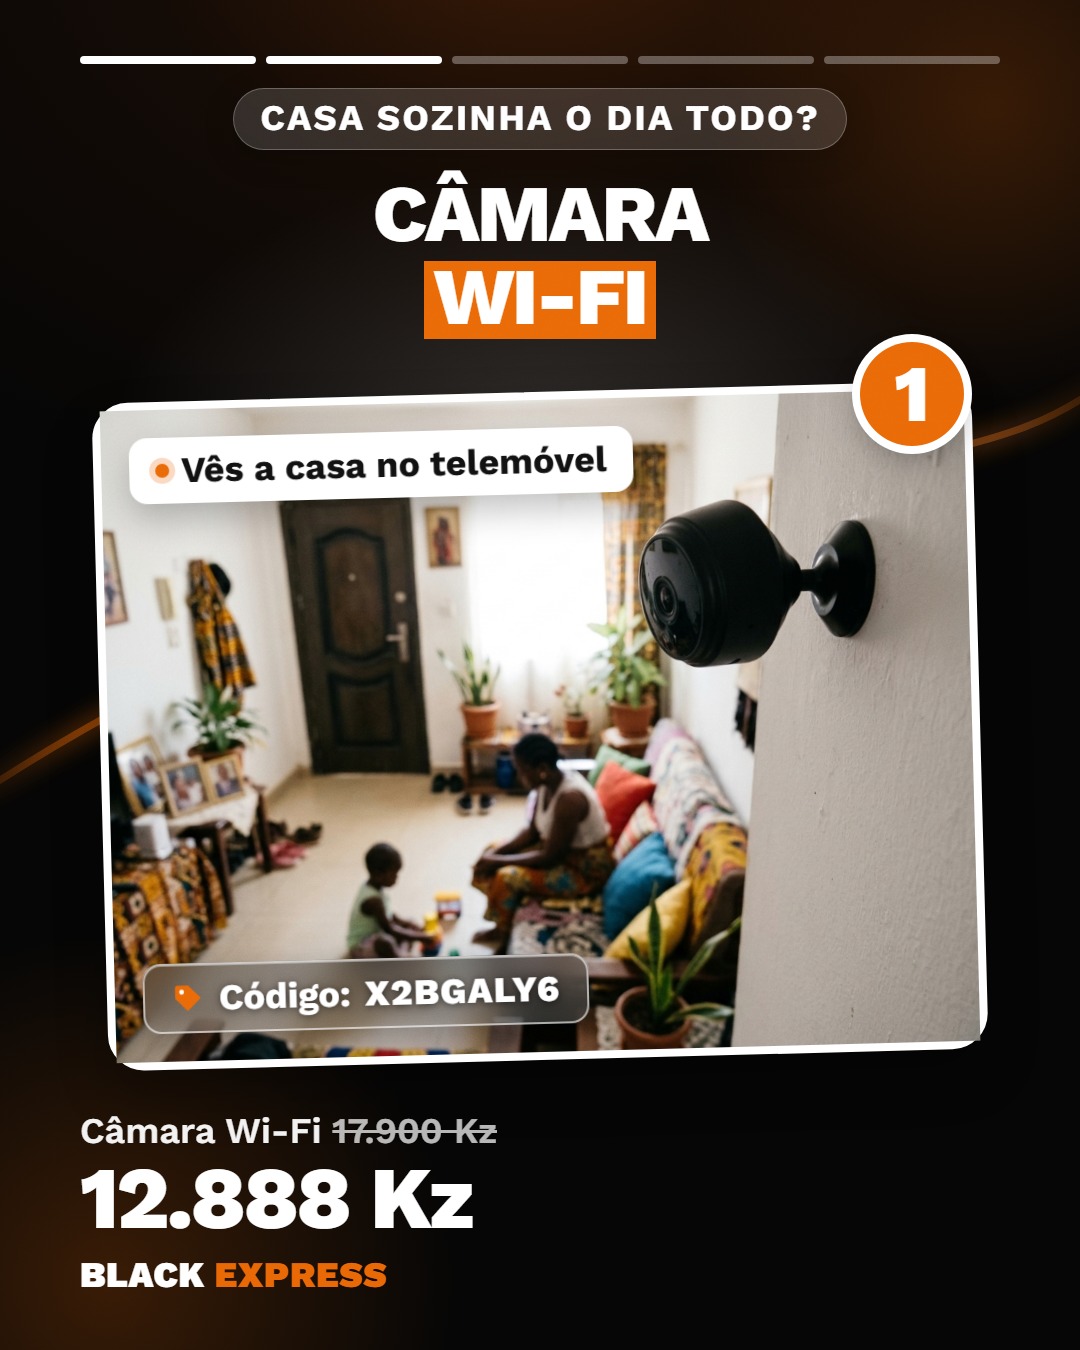 CASA SOZINHA O DIA TODO?
CÂMARA
WI-FI
1
Vês a casa no telemóvel
Código: X2BGALY6
Câmara Wi-Fi 17.900 Kz
12.888 Kz
BLACK EXPRESS